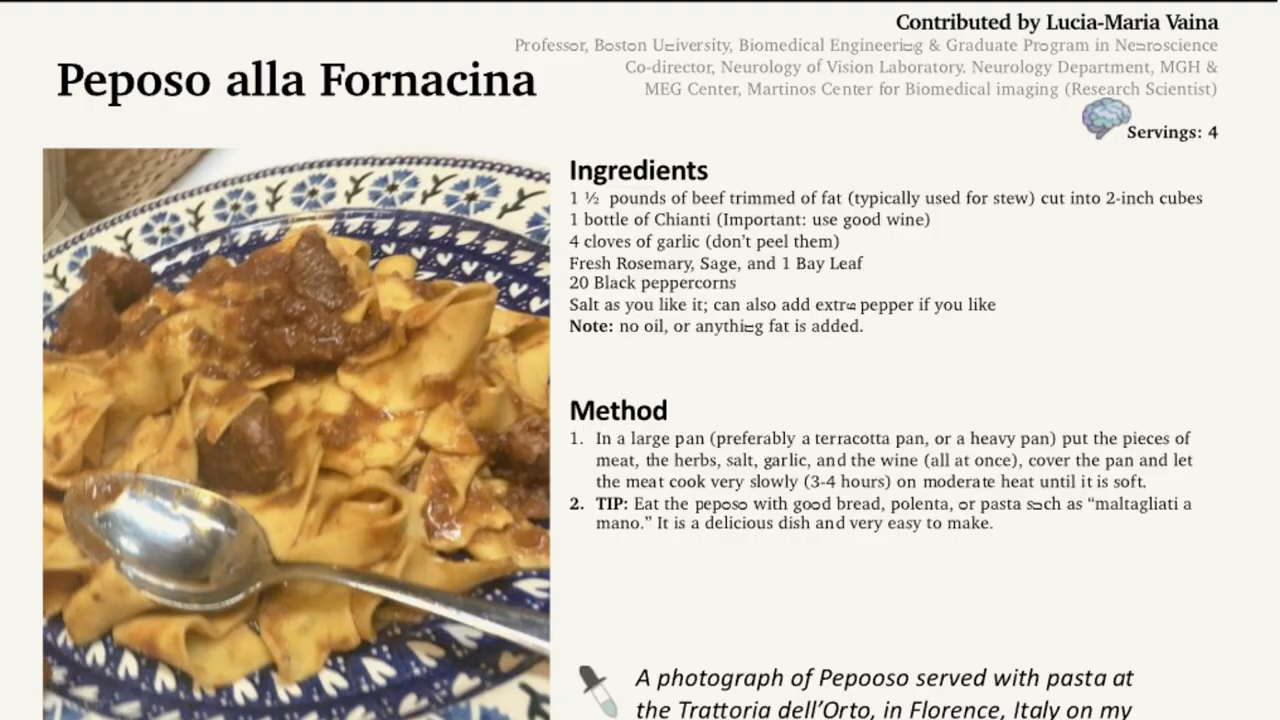 Contributed by Lucia-Maria Vaina
Professor, Boston University, Biomedical Engineering & Graduate Program in Neuroscience
Co-director, Neurology of Vision Laboratory. Neurology Department, MGH &
MEG Center, Martinos Center for Biomedical imaging (Research Scientist)
Peposo alla Fornacina
Servings: 4
Ingredients
1 ½ pounds of beef trimmed of fat (typically used for stew) cut into 2-inch cubes
1 bottle of Chianti (Important: use good wine)
4 cloves of garlic (don’t peel them)
Fresh Rosemary, Sage, and 1 Bay Leaf
20 Black peppercorns
Salt as you like it; can also add extra pepper if you like
Note: no oil, or anything fat is added.
Method
1. In a large pan (preferably a terracotta pan, or a heavy pan) put the pieces of
meat, the herbs, salt, garlic, and the wine (all at once), cover the pan and let
the meat cook very slowly (3-4 hours) on moderate heat until it is soft.
2. TIP: Eat the peposo with good bread, polenta, or pasta such as “maltagliati a
mano.” It is a delicious dish and very easy to make.
A photograph of Pepooso served with pasta at
the Trattoria dell’Orto, in Florence, Italy on my